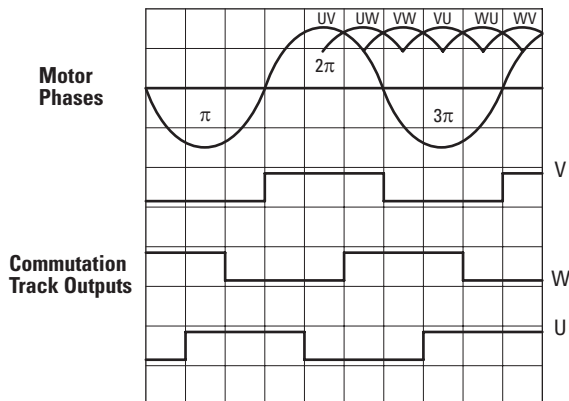 UV UW VW VU WU WV
2π
Motor
Phases
π
3π
V
Commutation
Track Outputs
W
U